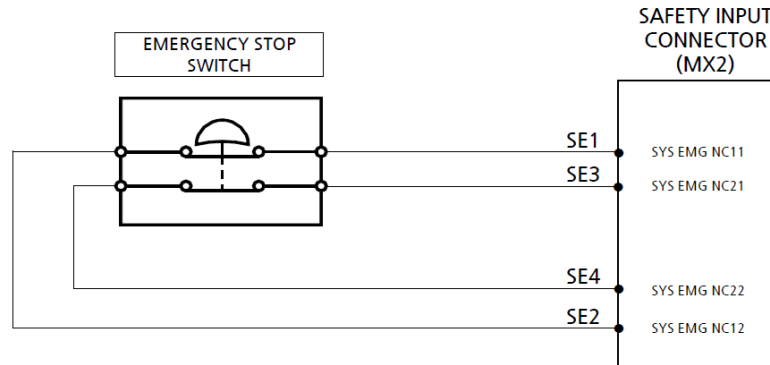 SAFETY INPUT
CONNECTOR
(MX2)
EMERGENCY STOP
SWITCH
SE1
SYS EMG NC11
SE3
SYS EMG NC21
SE4
SYS EMG NC22
SE2
SYS EMG NC12